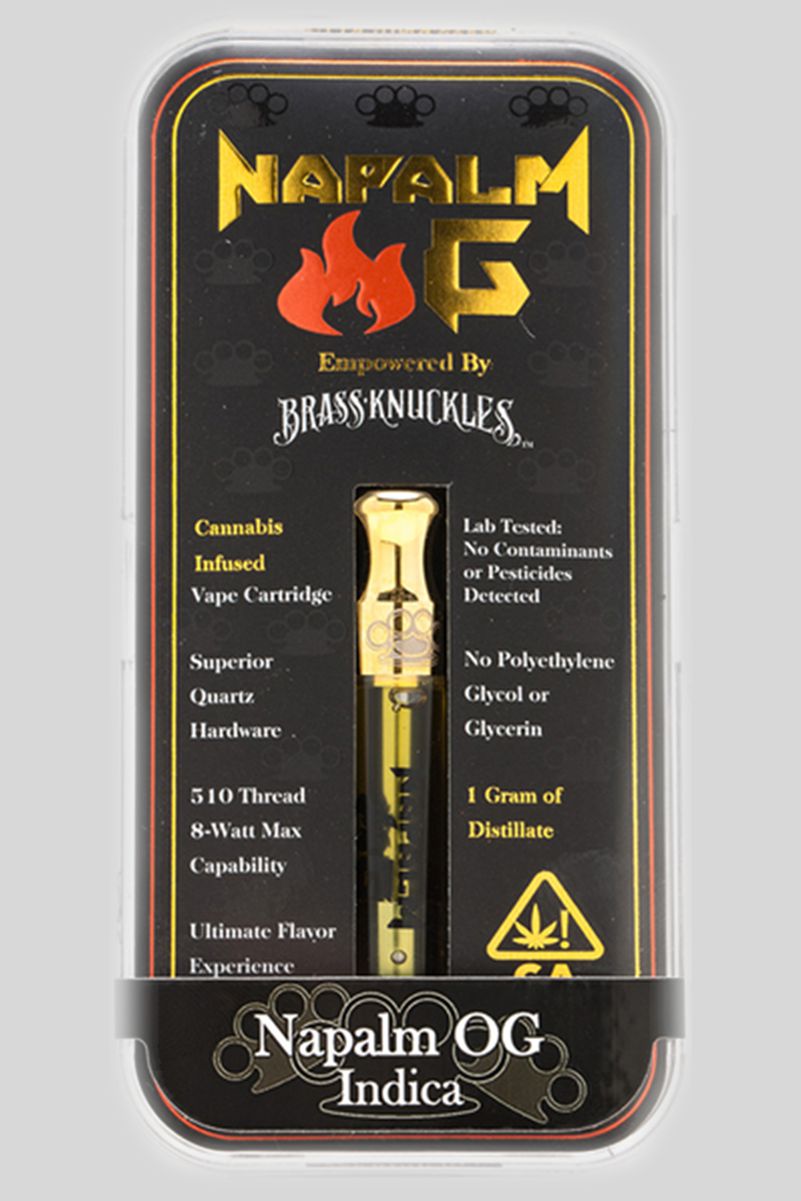 NAPALM
G
Empowered By
BRASS·KNUCKLES™
Cannabis
Infused
Vape Cartridge
Superior
Quartz
Hardware
510 Thread
8-Watt Max
Capability
Ultimate Flavor
Experience
Lab Tested:
No Contaminants
or Pesticides
Detected
No Polyethylene
Glycol or
Glycerin
1 Gram of
Distillate
!
CA
Napalm OG
Indica